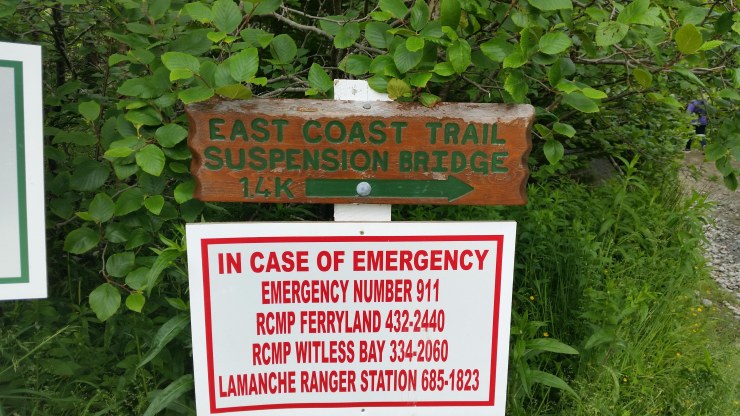 EAST COAST TRAIL
SUSPENSION BRIDGE
1.4K
IN CASE OF EMERGENCY
EMERGENCY NUMBER 911
RCMP FERRYLAND 432-2440
RCMP WITLESS BAY 334-2060
LAMANCHE RANGER STATION 685-1823